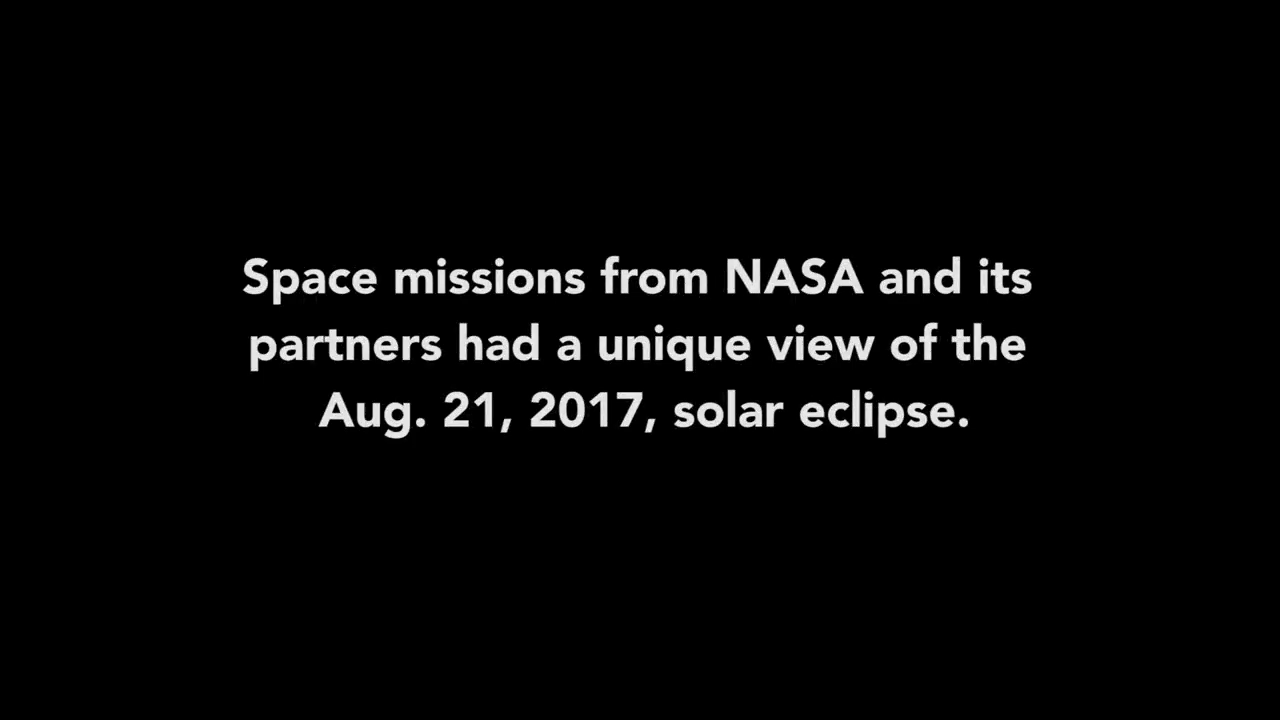 Space missions from NASA and its
partners had a unique view of the
Aug. 21, 2017, solar eclipse.